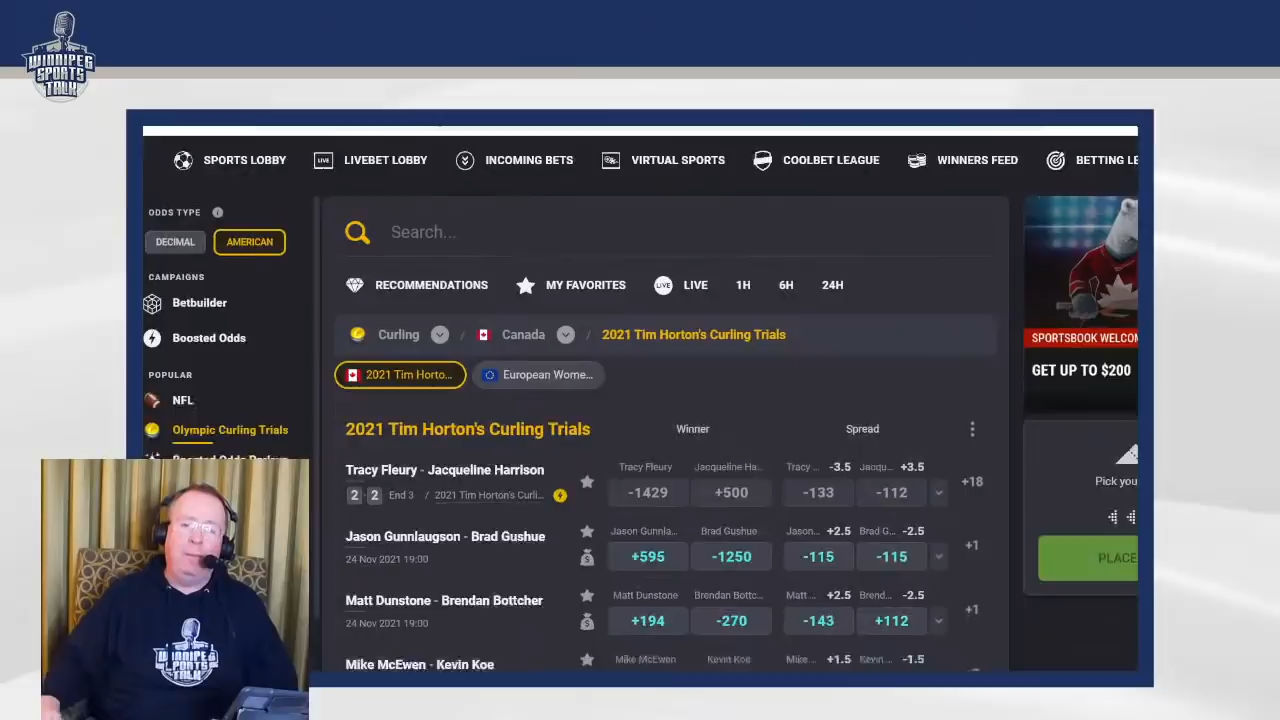 WINNIPEG
SPORTS
TALK
SPORTS LOBBY
LIVE
LIVEBET LOBBY
INCOMING BETS
VIRTUAL SPORTS
COOLBET LEAGUE
WINNERS FEED
BETTING LE
ODDS TYPE
DECIMAL
AMERICAN
CAMPAIGNS
Betbuilder
Boosted Odds
POPULAR
NFL
Olympic Curling Trials
Search...
RECOMMENDATIONS
MY FAVORITES
LIVE
LIVE
1H
6H
24H
Curling / Canada / 2021 Tim Horton's Curling Trials
2021 Tim Horto...
European Wome...
2021 Tim Horton's Curling Trials
Winner
Spread
Tracy Fleury - Jacqueline Harrison
2 2 End 3 / 2021 Tim Horton's Curli...
Tracy Fleury
Jacqueline Ha...
Tracy ... -3.5
Jacqu... +3.5
-1429
+500
-133
-112
+18
Jason Gunnlaugson - Brad Gushue
24 Nov 2021 19:00
Jason Gunnla...
Brad Gushue
Jason... +2.5
Brad G... -2.5
+595
-1250
-115
-115
+1
Matt Dunstone - Brendan Bottcher
24 Nov 2021 19:00
Matt Dunstone
Brendan Bottc...
Matt ... +2.5
Brend... -2.5
+194
-270
-143
+112
+1
Mike McEwen - Kevin Koe
Mike McEwen
Kevin Koe
Mike... +1.5
Kevin... -1.5
SPORTSBOOK WELCOM
GET UP TO $200
Pick you
PLACE
WINNIPEG
SPORTS
TALK